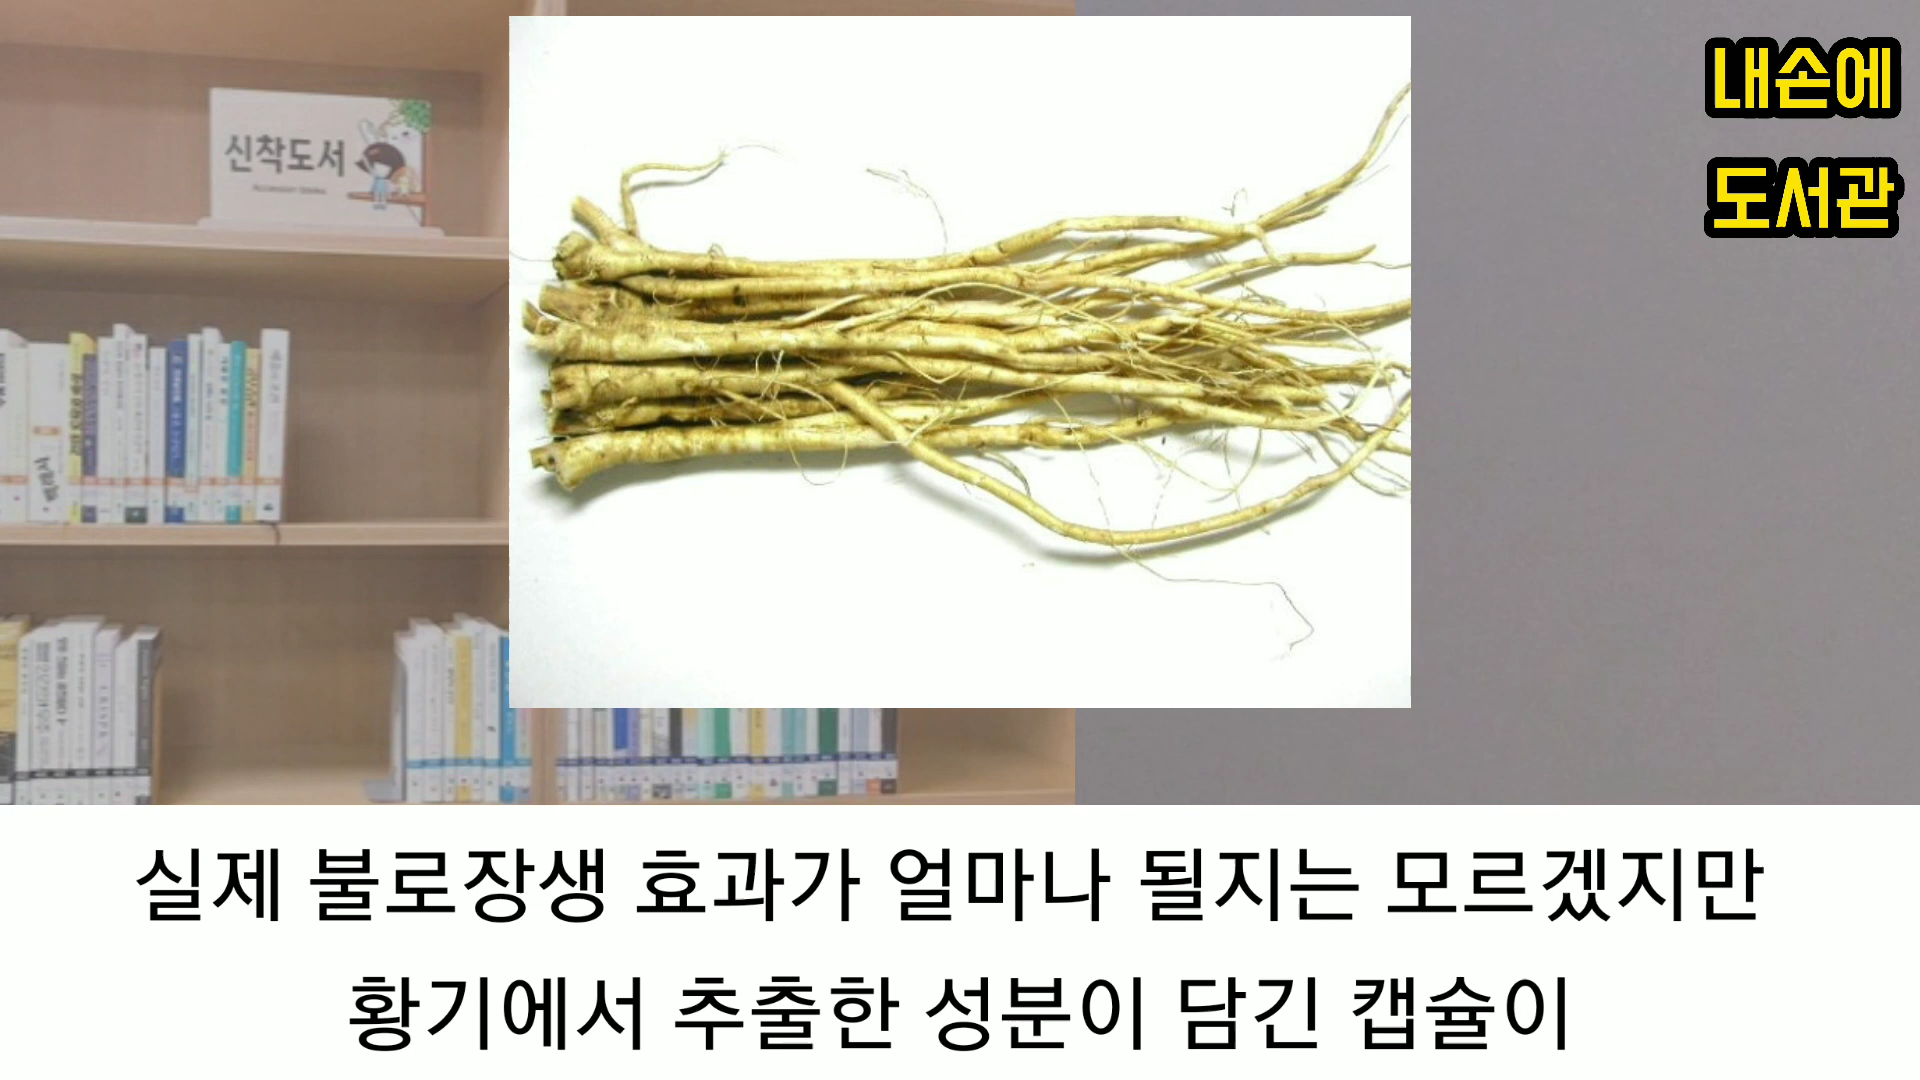 내손에
도서관
신착도서
실제 불로장생 효과가 얼마나 될지는 모르겠지만
황기에서 추출한 성분이 담긴 캡슐이